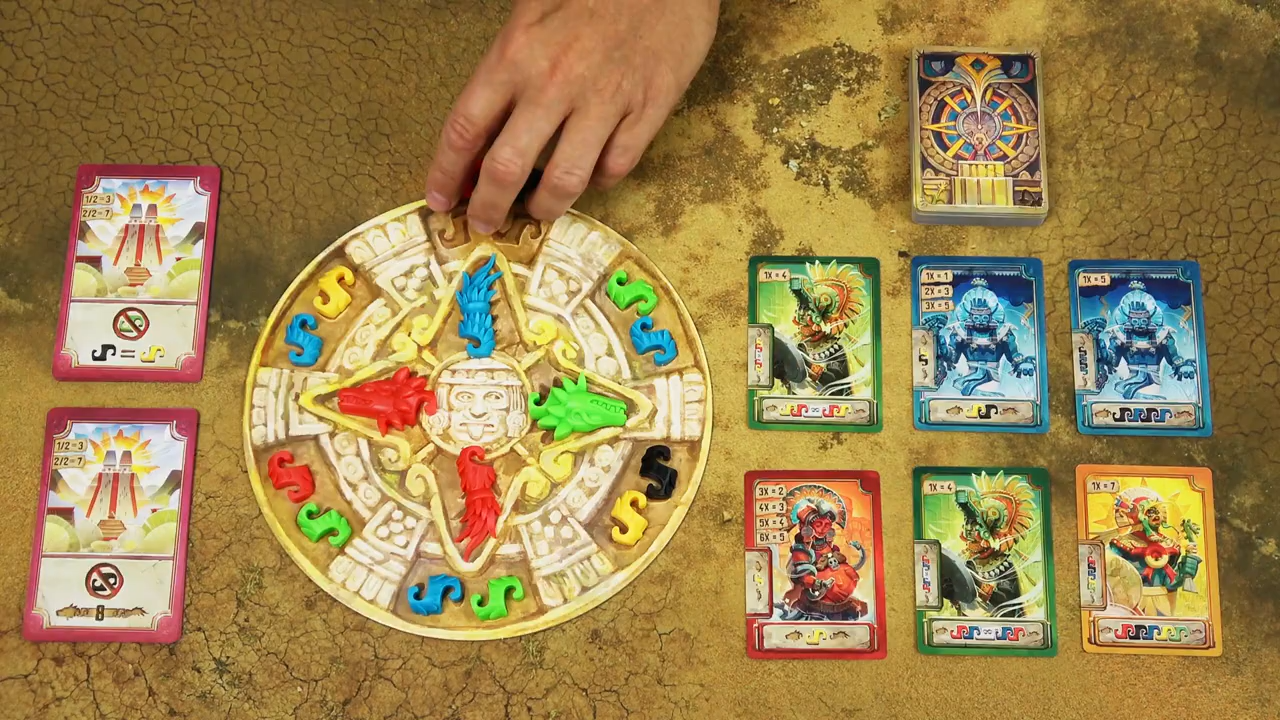 1/2=3
2/2=7
=
1/2=3
2/2=7
8
1X=4
1X=1
2X=3
3X=5
1X=5
3X=2
4X=3
5X=4
6X=5
1X=4
1X=7